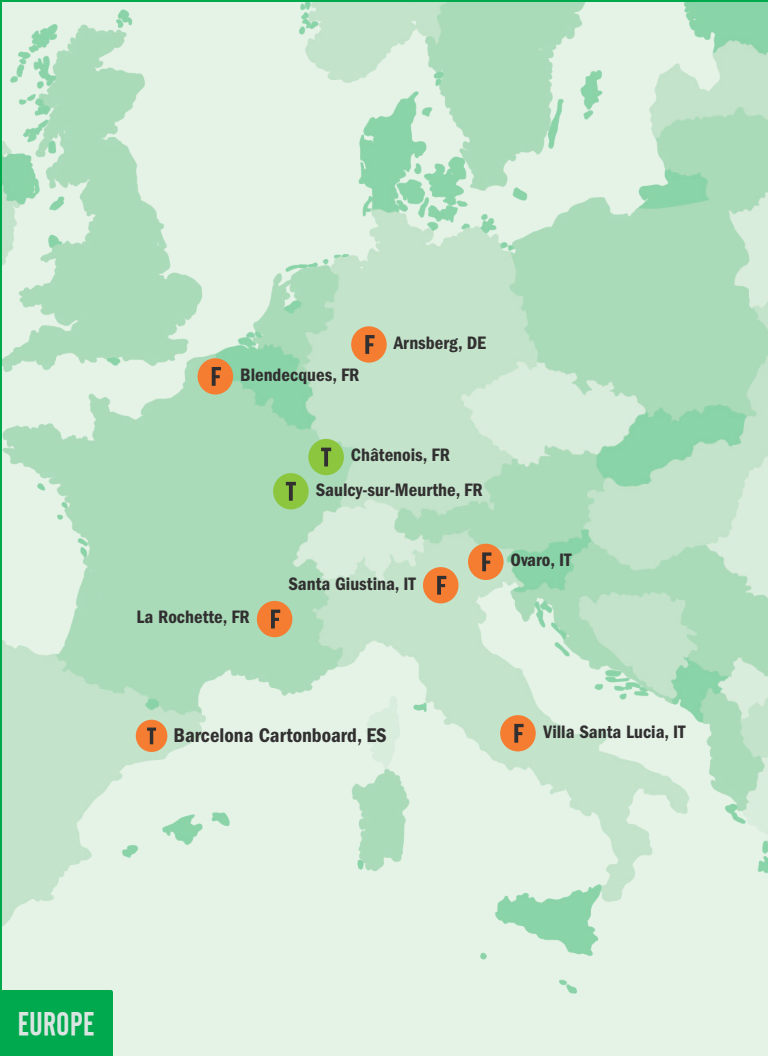 F Arnsberg, DE
F Blendecques, FR
T Châtenois, FR
T Saulcy-sur-Meurthe, FR
F Ovaro, IT
Santa Giustina, IT F
La Rochette, FR F
T Barcelona Cartonboard, ES
F Villa Santa Lucia, IT
EUROPE